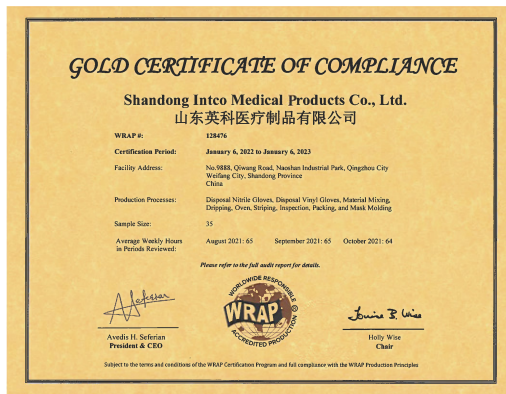 GOLD CERTIFICATE OF COMPLIANCE
Shandong Intco Medical Products Co., Ltd.
山东英科医疗制品有限公司
WRAP #: 128476
Certification Period: January 6, 2022 to January 6, 2023
Facility Address: No.9888, Qiwang Road, Naoshan Industrial Park, Qingzhou City
Weifang City, Shandong Province
China
Production Processes: Disposal Nitrile Gloves, Disposal Vinyl Gloves, Material Mixing,
Dripping, Oven, Striping, Inspection, Packing, and Mask Molding
Sample Size: 35
Average Weekly Hours August 2021: 65 September 2021: 65 October 2021: 64
in Periods Reviewed:
Please refer to the full audit report for details.
WORLDWIDE RESPONSIBLE
WRAP
ACCREDITED PRODUCTION
Avedis H. Seferian
President & CEO
Holly Wise
Chair
Subject to the terms and conditions of the WRAP Certification Program and full compliance with the WRAP Production Principles